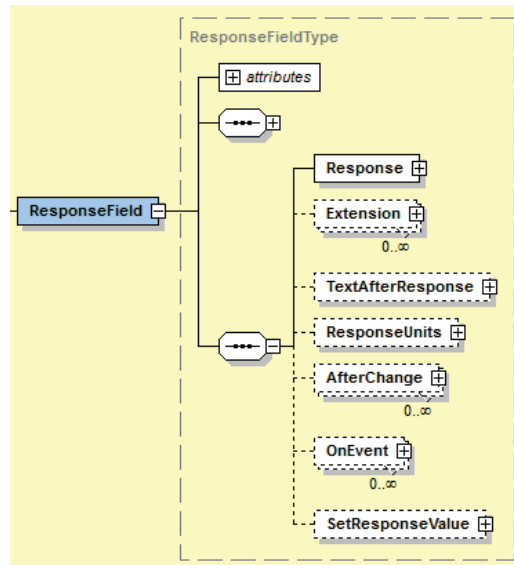 ResponseFieldType
attributes
Response
ResponseField
Extension
0..∞
TextAfterResponse
ResponseUnits
AfterChange
0..∞
OnEvent
0..∞
SetResponseValue